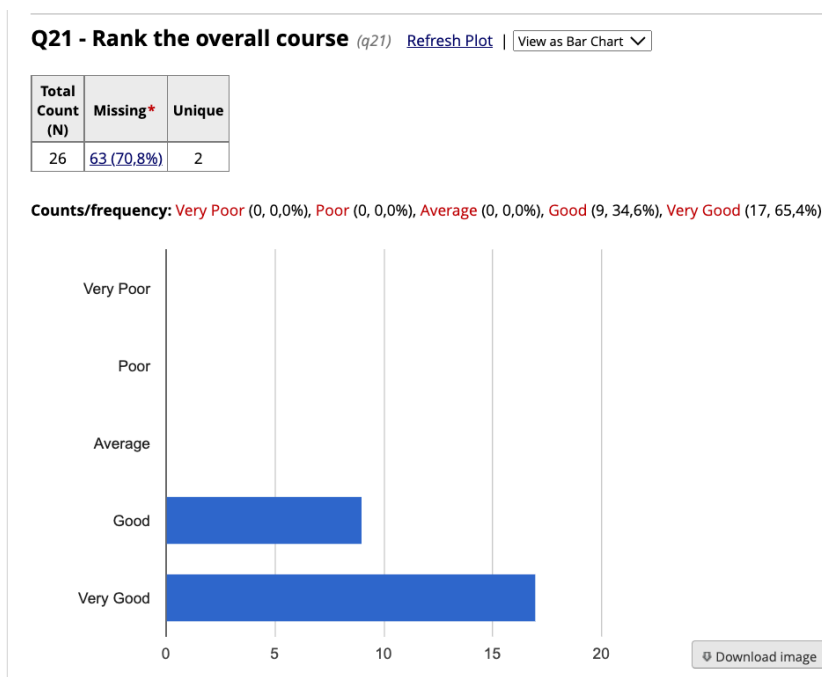 Q21 - Rank the overall course (q21) Refresh Plot | View as Bar Chart
Total Count (N) Missing* Unique
26 63 (70,8%) 2
Counts/frequency: Very Poor (0, 0,0%), Poor (0, 0,0%), Average (0, 0,0%), Good (9, 34,6%), Very Good (17, 65,4%)
Very Poor
Poor
Average
Good
Very Good
0 5 10 15 20
Download image